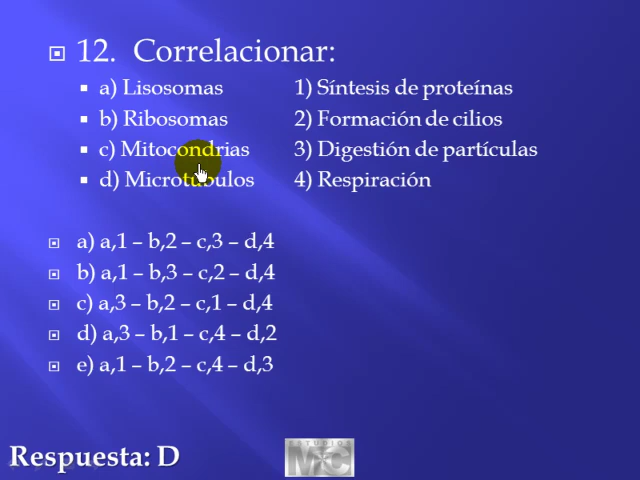 12. Correlacionar:
a) Lisosomas 1) Síntesis de proteínas
b) Ribosomas 2) Formación de cilios
c) Mitocondrias 3) Digestión de partículas
d) Microtúbulos 4) Respiración
a) a,1 – b,2 – c,3 – d,4
b) a,1 – b,3 – c,2 – d,4
c) a,3 – b,2 – c,1 – d,4
d) a,3 – b,1 – c,4 – d,2
e) a,1 – b,2 – c,4 – d,3
Respuesta: D
ESTUDIOS